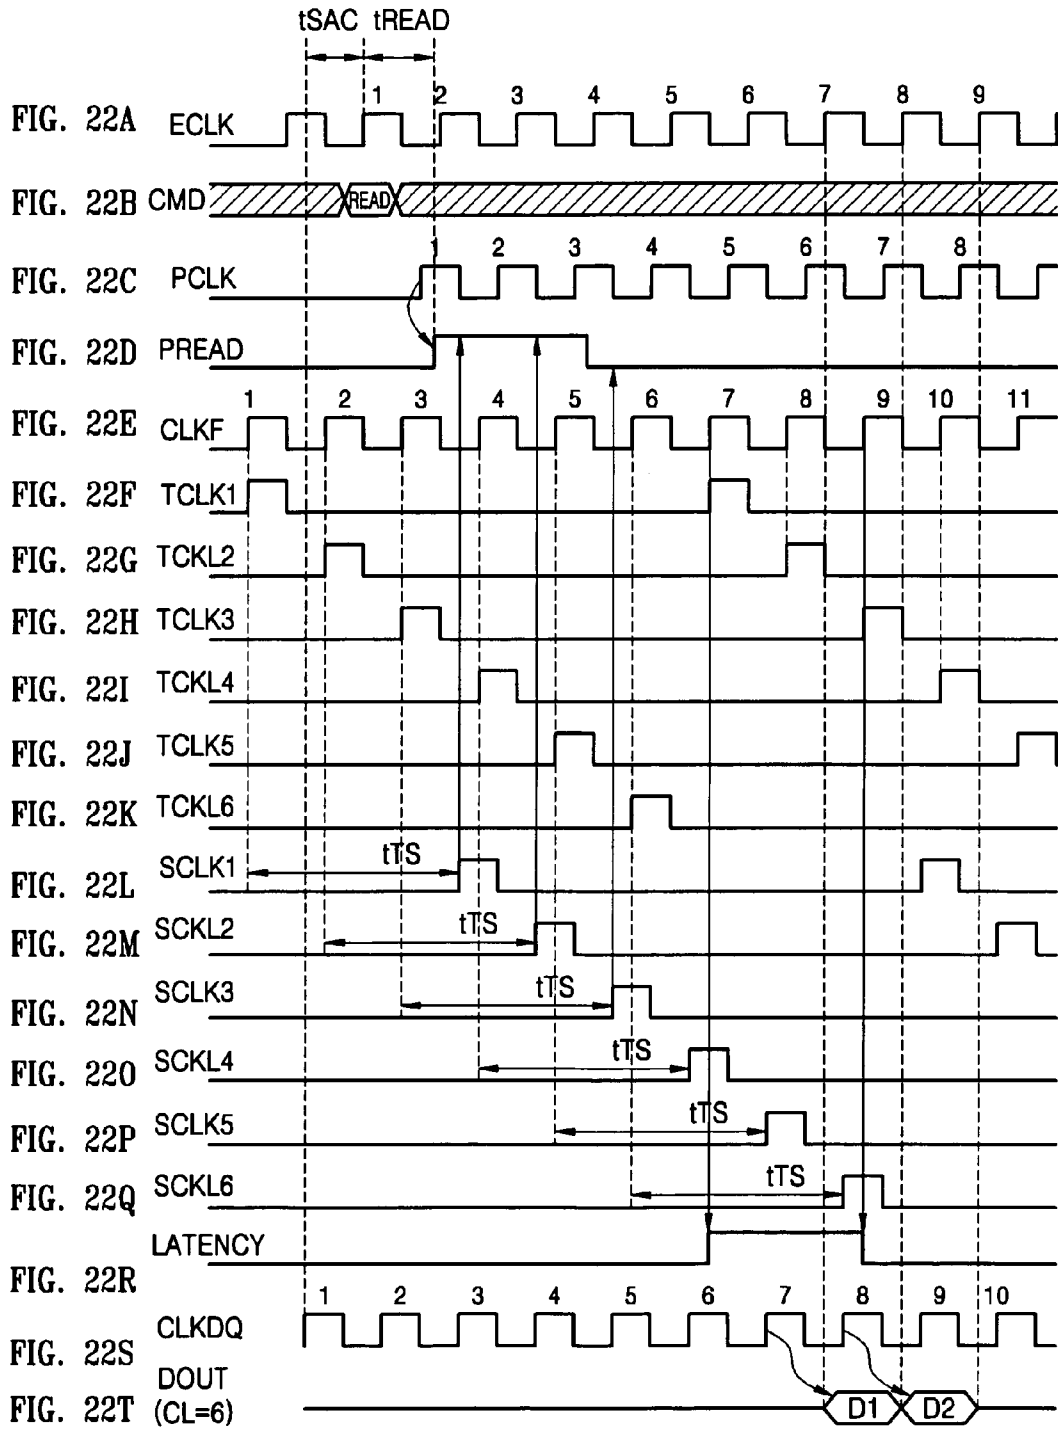 tSAC tREAD
1 2 3 4 5 6 7 8 9
FIG. 22A ECLK
FIG. 22B CMD READ
1 2 3 4 5 6 7 8
FIG. 22C PCLK
FIG. 22D PREAD
1 2 3 4 5 6 7 8 9 10 11
FIG. 22E CLKF
FIG. 22F TCLK1
FIG. 22G TCKL2
FIG. 22H TCLK3
FIG. 22I TCKL4
FIG. 22J TCLK5
FIG. 22K TCKL6
FIG. 22L SCLK1 tTS
FIG. 22M SCKL2 tTS
FIG. 22N SCLK3 tTS
FIG. 22O SCKL4 tTS
FIG. 22P SCLK5 tTS
FIG. 22Q SCKL6 tTS
LATENCY
FIG. 22R
1 2 3 4 5 6 7 8 9 10
FIG. 22S CLKDQ
DOUT
FIG. 22T (CL=6) D1 D2